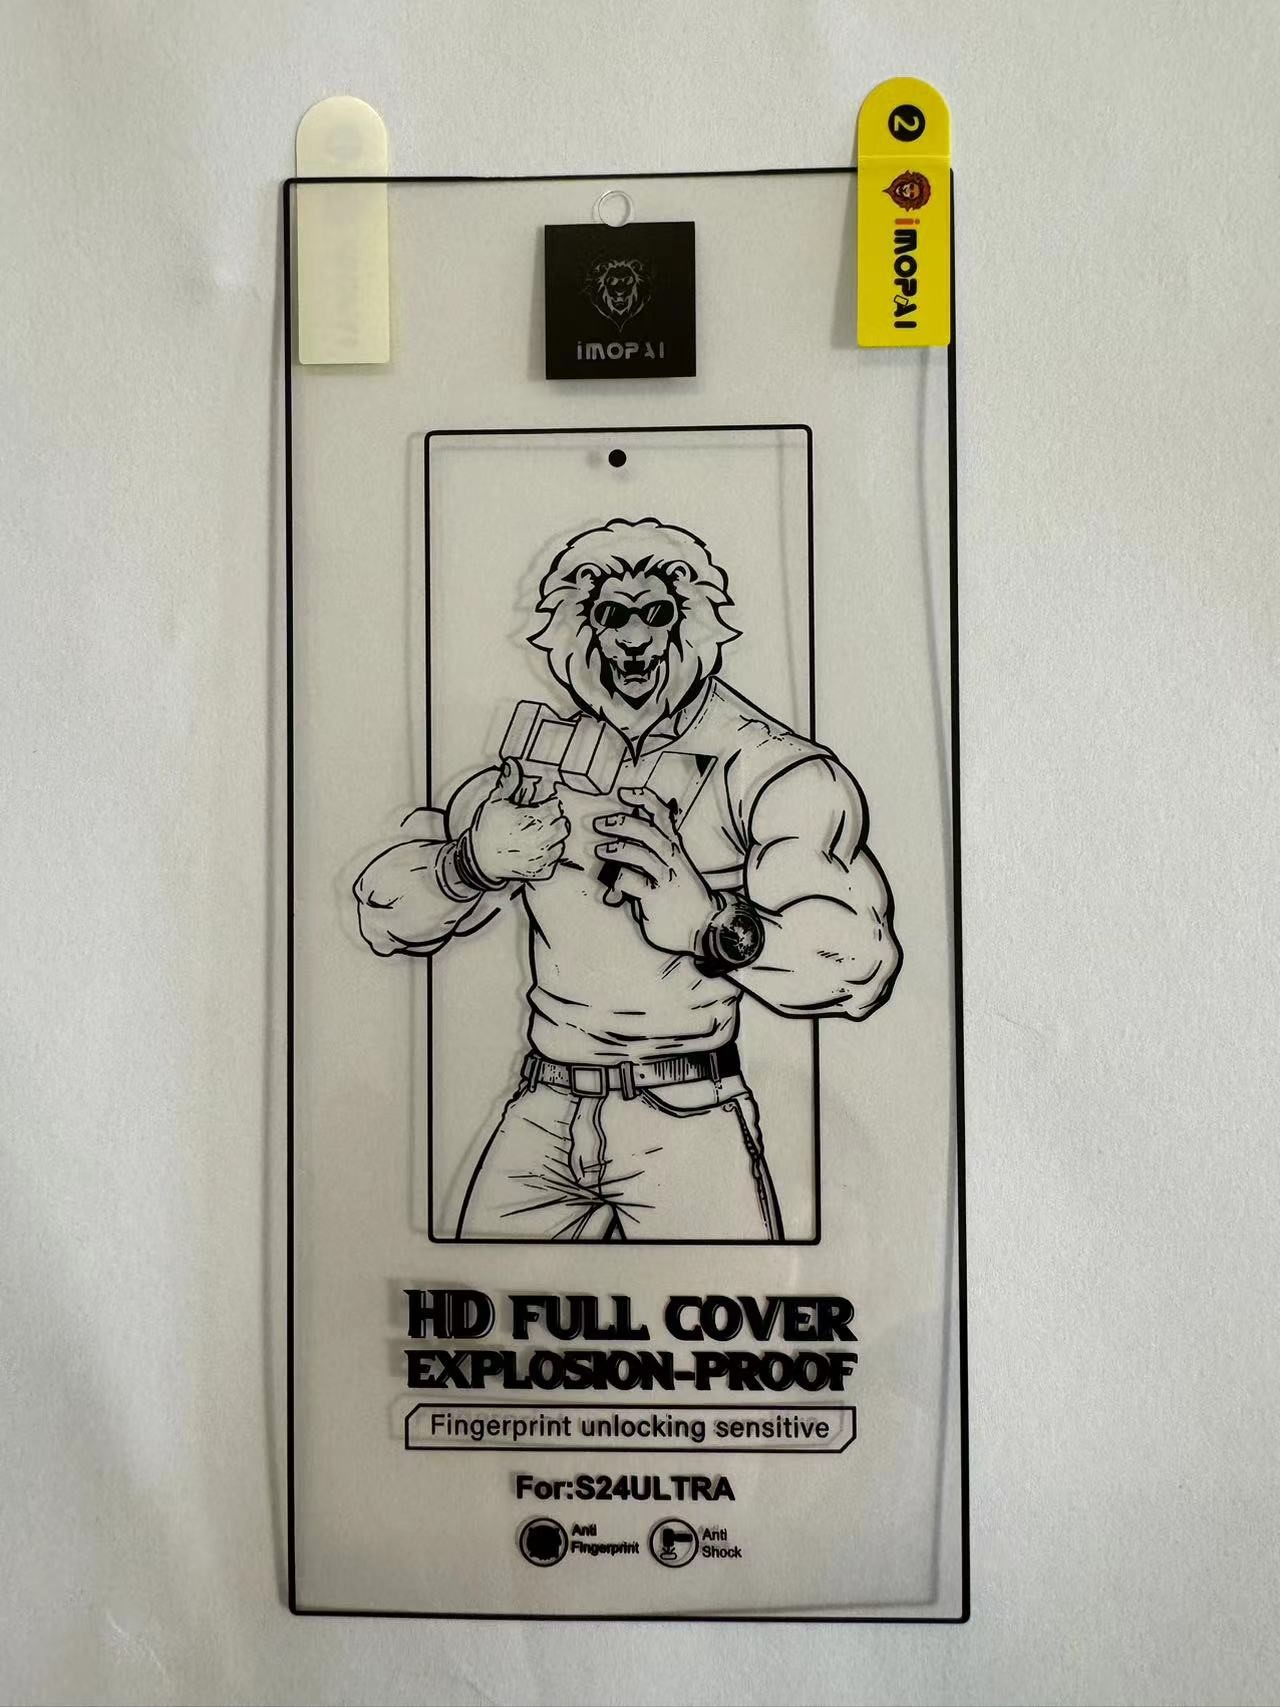 2
iMOPAI
iMOPAI
HD FULL COVER
EXPLOSION-PROOF
Fingerprint unlocking sensitive
For:S24ULTRA
Anti
Fingerprint
Anti
Shock